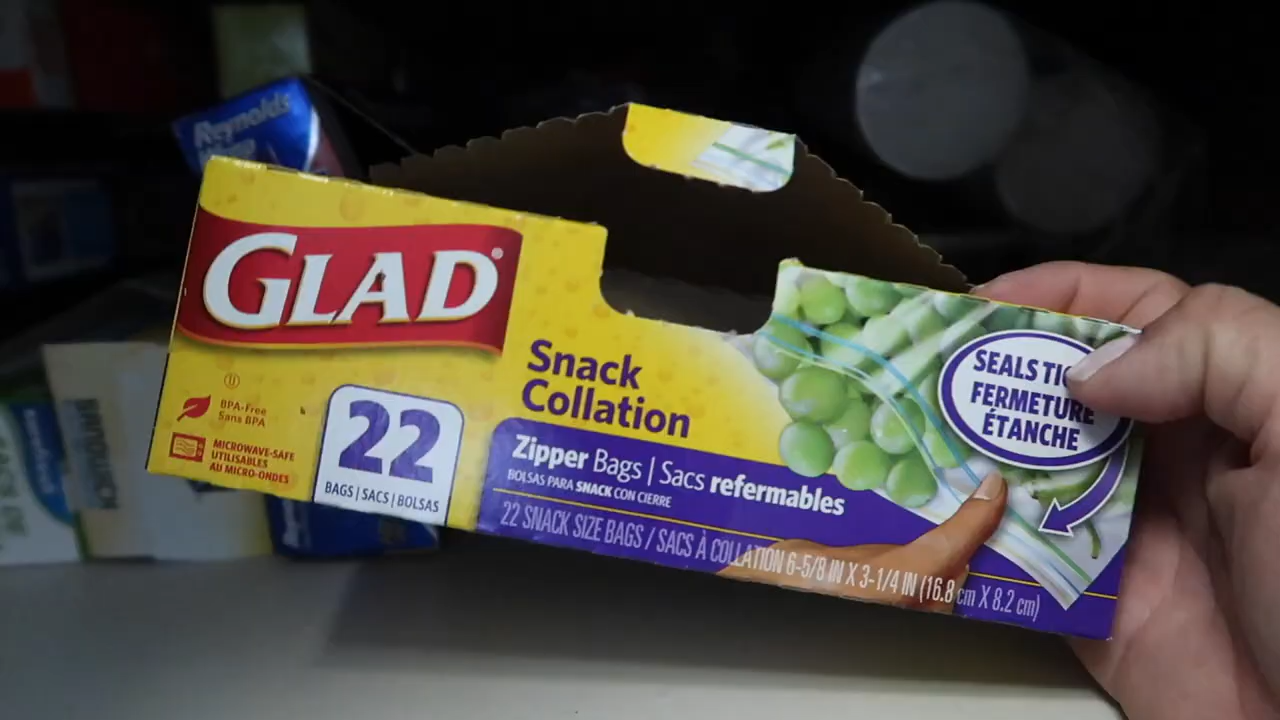 Reynolds
GLAD®
Snack
Collation
SEALS
FERMETURE
ÉTANCHE
BPA-Free
Sans BPA
MICROWAVE-SAFE
UTILISABLES
AU MICRO-ONDES
22
BAGS | SACS | BOLSAS
Zipper Bags | Sacs refermables
BOLSAS PARA SNACK CON CIERRE
22 SNACK SIZE BAGS / SACS À COLLATION 6-5/8 IN X 3-1/4 IN (16.8 cm X 8.2 cm)